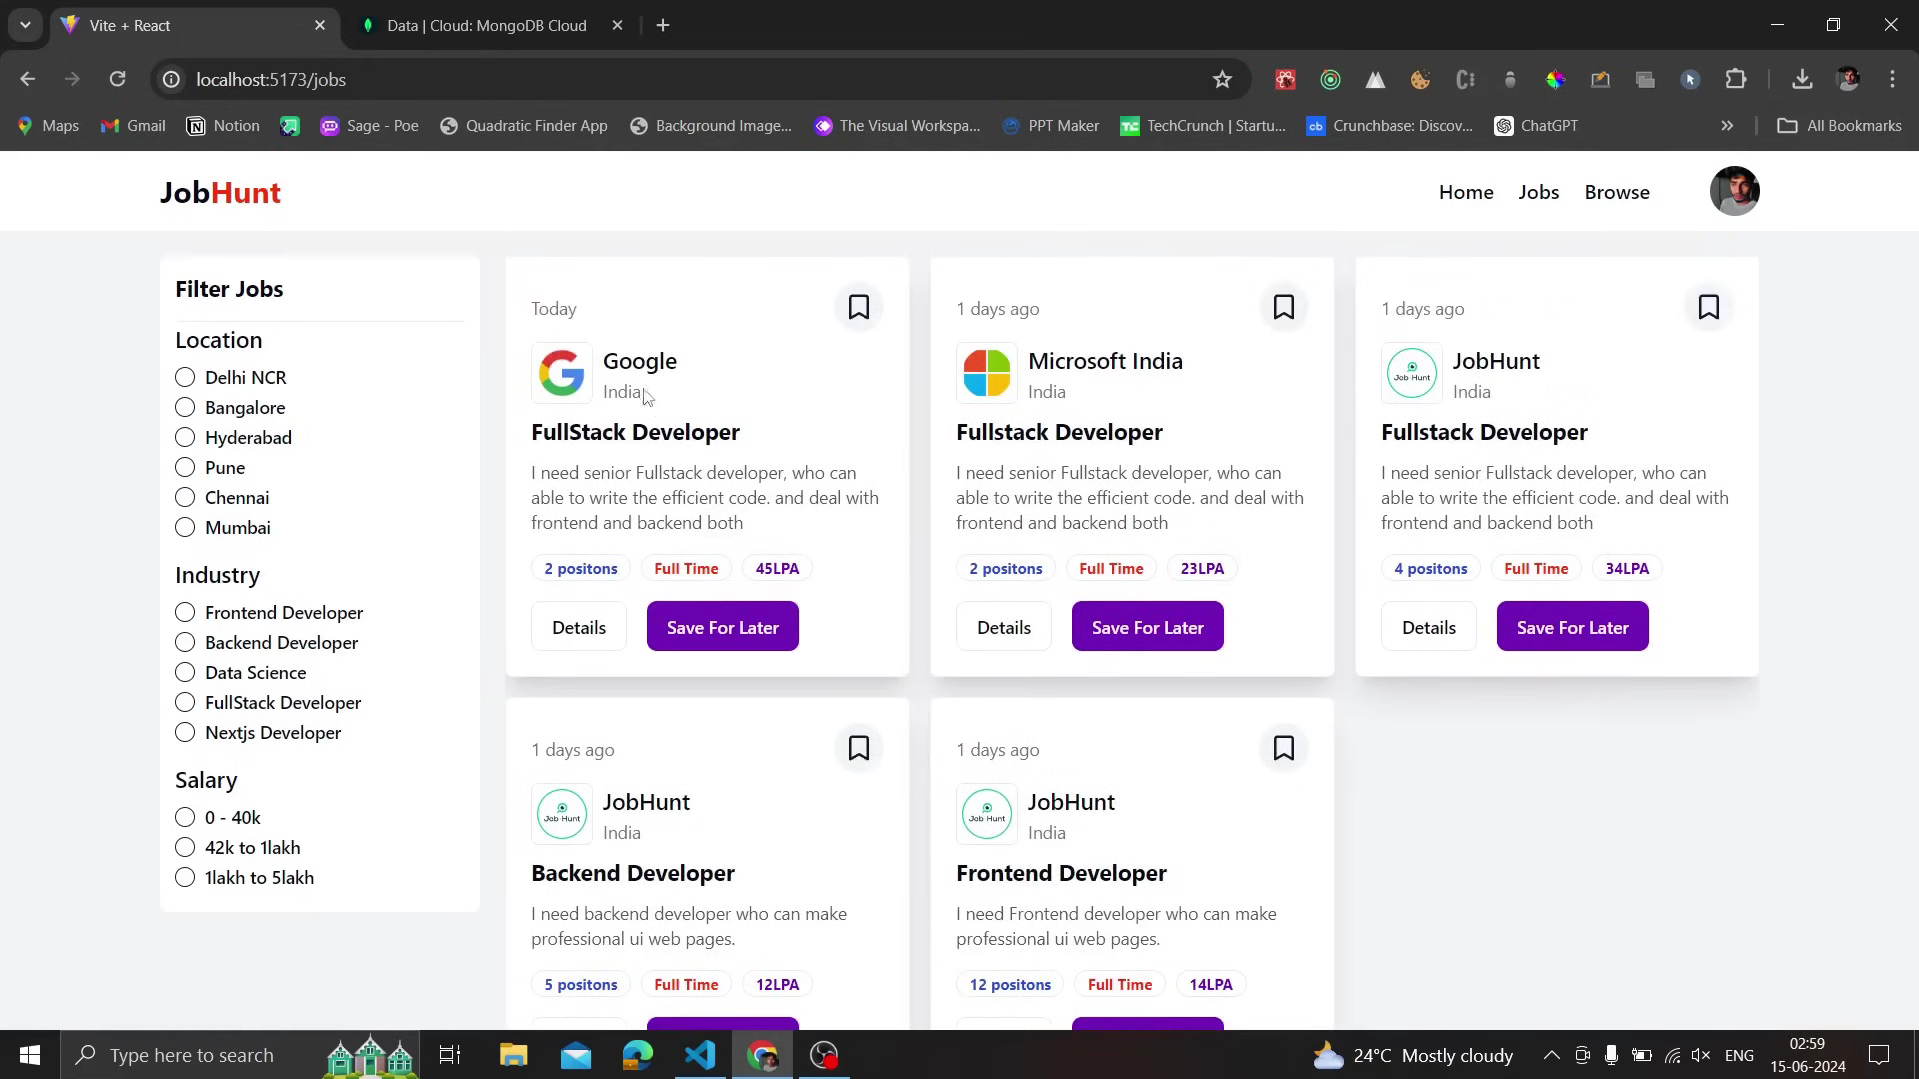 Vite + React
Data | Cloud: MongoDB Cloud
localhost:5173/jobs
Maps
Gmail
Notion
Sage - Poe
Quadratic Finder App
Background Image...
The Visual Workspa...
PPT Maker
TechCrunch | Startu...
Crunchbase: Discov...
ChatGPT
All Bookmarks
JobHunt
Home
Jobs
Browse
Filter Jobs
Location
Delhi NCR
Bangalore
Hyderabad
Pune
Chennai
Mumbai
Industry
Frontend Developer
Backend Developer
Data Science
FullStack Developer
Nextjs Developer
Salary
0 - 40k
42k to 1lakh
1lakh to 5lakh
Today
Google
India
FullStack Developer
I need senior Fullstack developer, who can
able to write the efficient code. and deal with
frontend and backend both
2 positons
Full Time
45LPA
Details
Save For Later
1 days ago
Microsoft India
India
Fullstack Developer
I need senior Fullstack developer, who can
able to write the efficient code. and deal with
frontend and backend both
2 positons
Full Time
23LPA
Details
Save For Later
1 days ago
Job Hunt
JobHunt
India
Fullstack Developer
I need senior Fullstack developer, who can
able to write the efficient code. and deal with
frontend and backend both
4 positons
Full Time
34LPA
Details
Save For Later
1 days ago
Job Hunt
JobHunt
India
Backend Developer
I need backend developer who can make
professional ui web pages.
5 positons
Full Time
12LPA
1 days ago
Job Hunt
JobHunt
India
Frontend Developer
I need Frontend developer who can make
professional ui web pages.
12 positons
Full Time
14LPA
Type here to search
24°C Mostly cloudy
ENG
02:59
15-06-2024